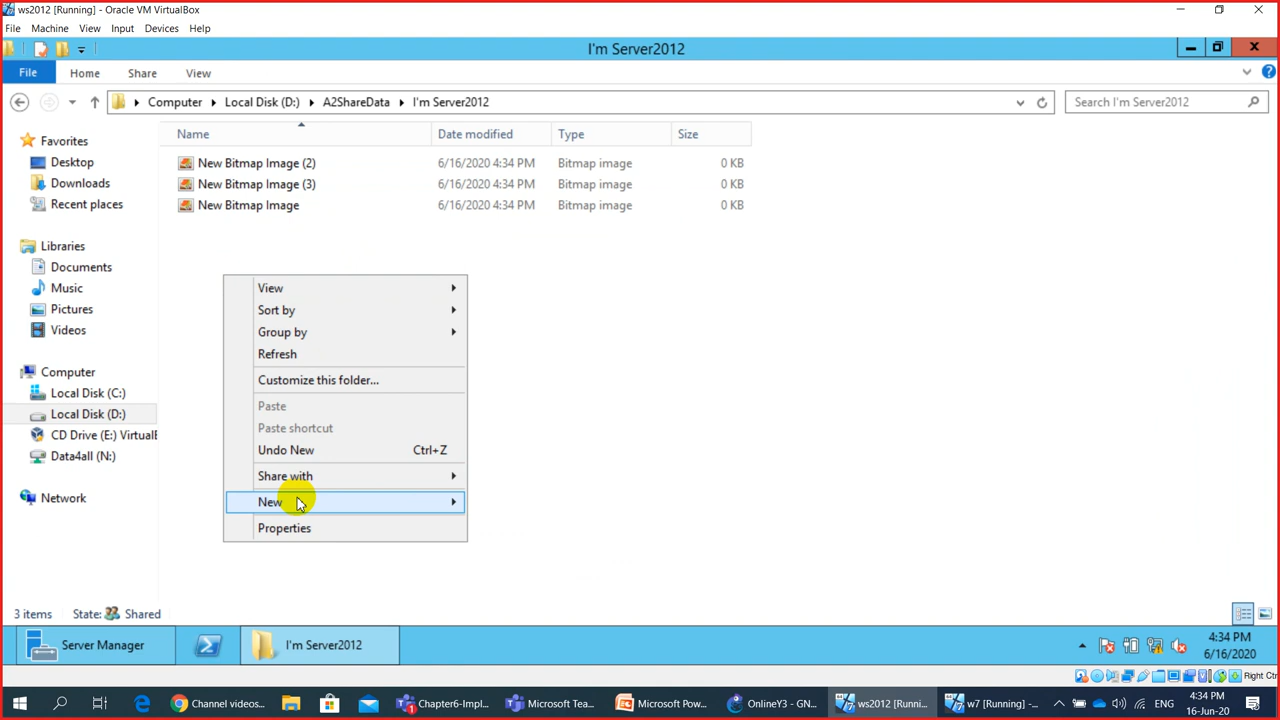 ws2012 [Running] - Oracle VM VirtualBox
File Machine View Input Devices Help
I'm Server2012
File Home Share View
Computer Local Disk (D:) A2ShareData I'm Server2012
Search I'm Server2012
Name Date modified Type Size
Favorites
Desktop
Downloads
Recent places
Libraries
Documents
Music
Pictures
Videos
Computer
Local Disk (C:)
Local Disk (D:)
CD Drive (E:) Virtual
Data4all (N:)
Network
New Bitmap Image (2) 6/16/2020 4:34 PM Bitmap image 0 KB
New Bitmap Image (3) 6/16/2020 4:34 PM Bitmap image 0 KB
New Bitmap Image 6/16/2020 4:34 PM Bitmap image 0 KB
View
Sort by
Group by
Refresh
Customize this folder...
Paste
Paste shortcut
Undo New Ctrl+Z
Share with
New
Properties
3 items State: Shared
Server Manager I'm Server2012
4:34 PM
6/16/2020
Right Ctr
Channel videos... Chapter6-Impl... Microsoft Tea... Microsoft Pow... OnlineY3 - GN... ws2012 [Runni... w7 [Running] -... ENG
4:34 PM
16-Jun-20